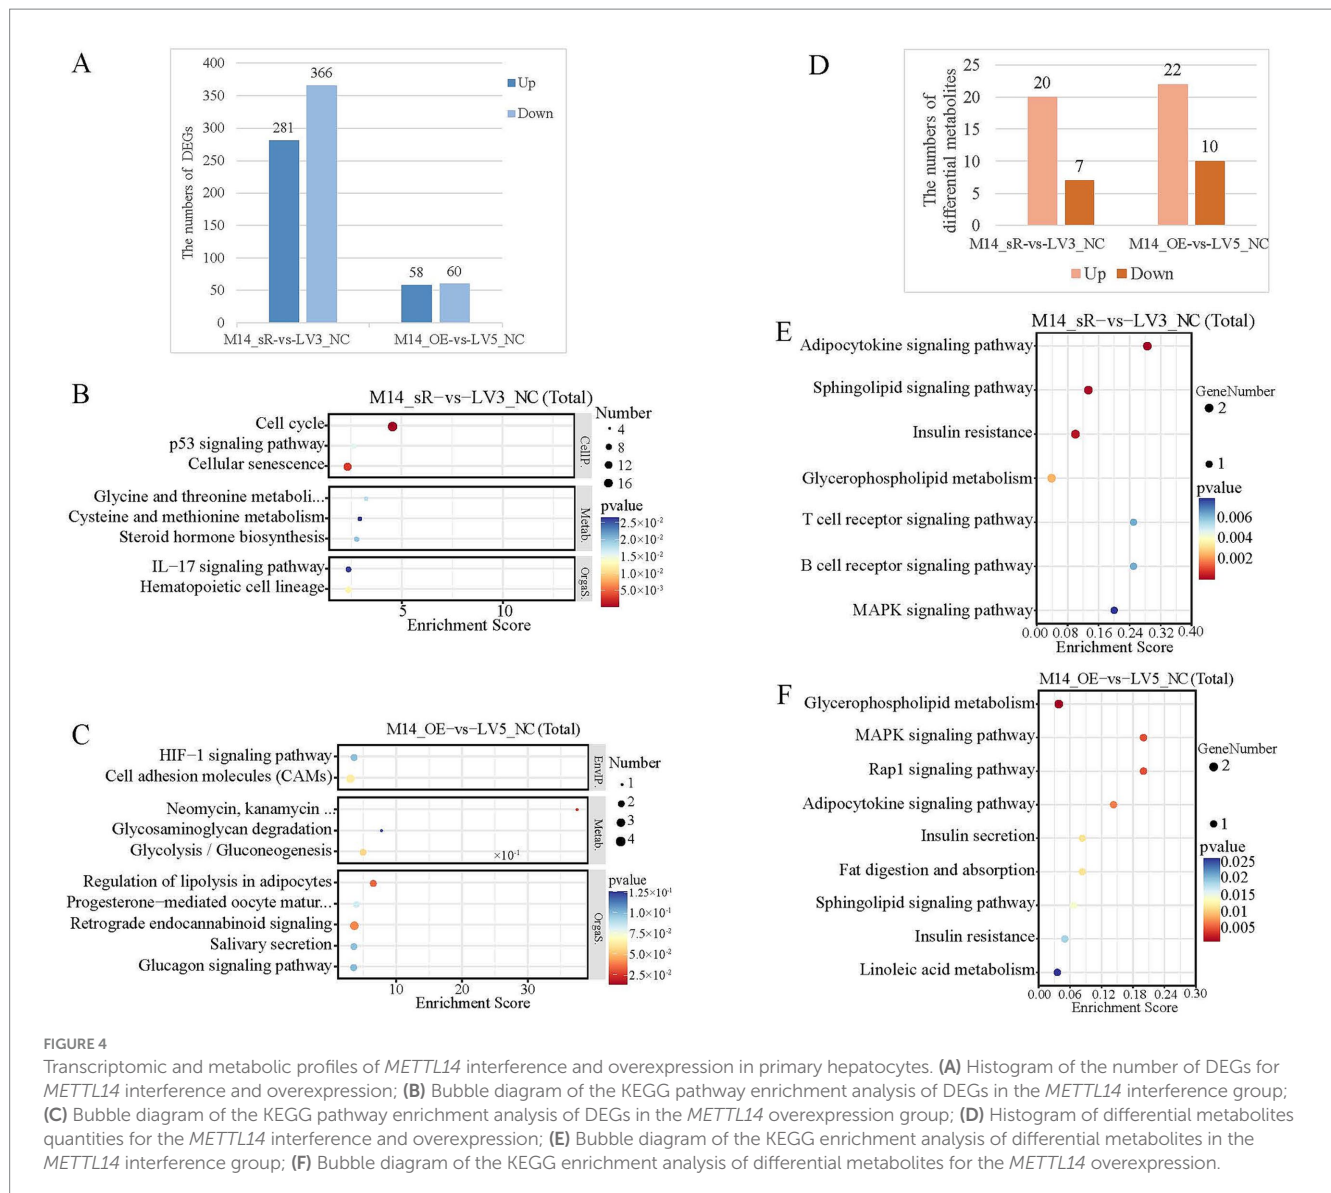 A
400
350
300
250
200
150
100
50
0
The numbers of DEGs
281
366
58
60
Up
Down
M14_sR-vs-LV3_NC
M14_OE-vs-LV5_NC
B
M14_sR−vs−LV3_NC (Total)
Cell cycle
p53 signaling pathway
Cellular senescence
CellP.
Glycine and threonine metaboli...
Cysteine and methionine metabolism
Steroid hormone biosynthesis
Metab.
IL−17 signaling pathway
Hematopoietic cell lineage
OrgaS.
5
10
Enrichment Score
Number
4
8
12
16
pvalue
2.5×10⁻²
2.0×10⁻²
1.5×10⁻²
1.0×10⁻²
5.0×10⁻³
C
M14_OE−vs−LV5_NC (Total)
HIF−1 signaling pathway
Cell adhesion molecules (CAMs)
EnviP.
Neomycin, kanamycin ...
Glycosaminoglycan degradation
Glycolysis / Gluconeogenesis
×10⁻¹
Metab.
Regulation of lipolysis in adipocytes
Progesterone−mediated oocyte matur...
Retrograde endocannabinoid signaling
Salivary secretion
Glucagon signaling pathway
OrgaS.
10
20
30
Enrichment Score
Number
1
2
3
4
pvalue
1.25×10⁻¹
1.0×10⁻¹
7.5×10⁻²
5.0×10⁻²
2.5×10⁻²
D
25
20
15
10
5
0
The numbers of
differential metabolites
20
7
22
10
M14_sR-vs-LV3_NC
M14_OE-vs-LV5_NC
Up
Down
E
M14_sR−vs−LV3_NC (Total)
Adipocytokine signaling pathway
Sphingolipid signaling pathway
Insulin resistance
Glycerophospholipid metabolism
T cell receptor signaling pathway
B cell receptor signaling pathway
MAPK signaling pathway
0.00 0.08 0.16 0.24 0.32 0.40
Enrichment Score
GeneNumber
2
1
pvalue
0.006
0.004
0.002
F
M14_OE−vs−LV5_NC (Total)
Glycerophospholipid metabolism
MAPK signaling pathway
Rap1 signaling pathway
Adipocytokine signaling pathway
Insulin secretion
Fat digestion and absorption
Sphingolipid signaling pathway
Insulin resistance
Linoleic acid metabolism
0.00 0.06 0.12 0.18 0.24 0.30
Enrichment Score
GeneNumber
2
1
pvalue
0.025
0.02
0.015
0.01
0.005
FIGURE 4
Transcriptomic and metabolic profiles of METTL14 interference and overexpression in primary hepatocytes. (A) Histogram of the number of DEGs for
METTL14 interference and overexpression; (B) Bubble diagram of the KEGG pathway enrichment analysis of DEGs in the METTL14 interference group;
(C) Bubble diagram of the KEGG pathway enrichment analysis of DEGs in the METTL14 overexpression group; (D) Histogram of differential metabolites
quantities for the METTL14 interference and overexpression; (E) Bubble diagram of the KEGG enrichment analysis of differential metabolites in the
METTL14 interference group; (F) Bubble diagram of the KEGG enrichment analysis of differential metabolites for the METTL14 overexpression.